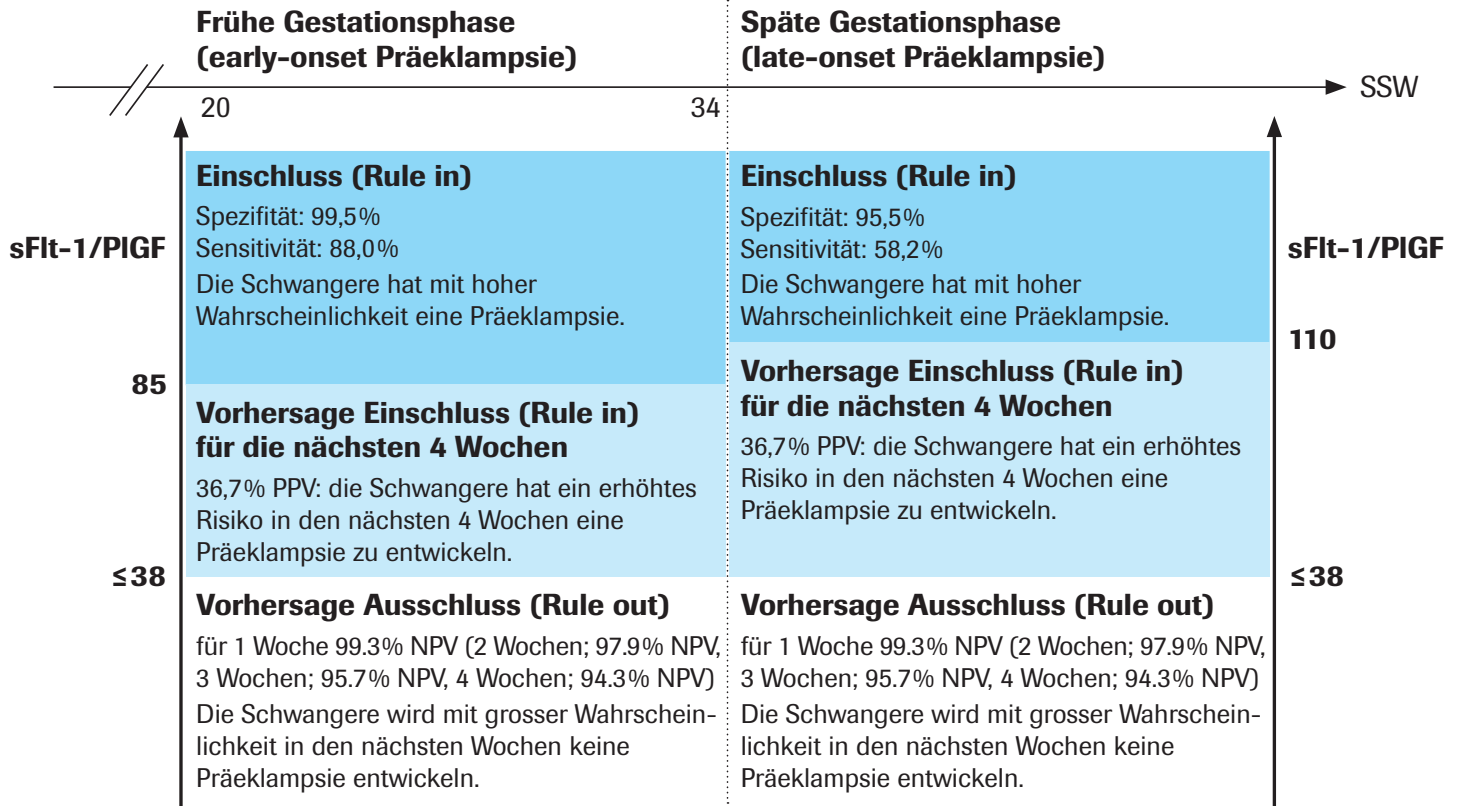 Frühe Gestationsphase
(early-onset Präeklampsie)
Späte Gestationsphase
(late-onset Präeklampsie)
SSW
20
34
sFlt-1/PlGF
85
≤38
Einschluss (Rule in)
Spezifität: 99,5%
Sensitivität: 88,0%
Die Schwangere hat mit hoher
Wahrscheinlichkeit eine Präeklampsie.
Vorhersage Einschluss (Rule in)
für die nächsten 4 Wochen
36,7% PPV: die Schwangere hat ein erhöhtes
Risiko in den nächsten 4 Wochen eine
Präeklampsie zu entwickeln.
Vorhersage Ausschluss (Rule out)
für 1 Woche 99.3% NPV (2 Wochen; 97.9% NPV,
3 Wochen; 95.7% NPV, 4 Wochen; 94.3% NPV)
Die Schwangere wird mit grosser Wahrschein-
lichkeit in den nächsten Wochen keine
Präeklampsie entwickeln.
Einschluss (Rule in)
Spezifität: 95,5%
Sensitivität: 58,2%
Die Schwangere hat mit hoher
Wahrscheinlichkeit eine Präeklampsie.
Vorhersage Einschluss (Rule in)
für die nächsten 4 Wochen
36,7% PPV: die Schwangere hat ein erhöhtes
Risiko in den nächsten 4 Wochen eine
Präeklampsie zu entwickeln.
Vorhersage Ausschluss (Rule out)
für 1 Woche 99.3% NPV (2 Wochen; 97.9% NPV,
3 Wochen; 95.7% NPV, 4 Wochen; 94.3% NPV)
Die Schwangere wird mit grosser Wahrschein-
lichkeit in den nächsten Wochen keine
Präeklampsie entwickeln.
sFlt-1/PlGF
110
≤38